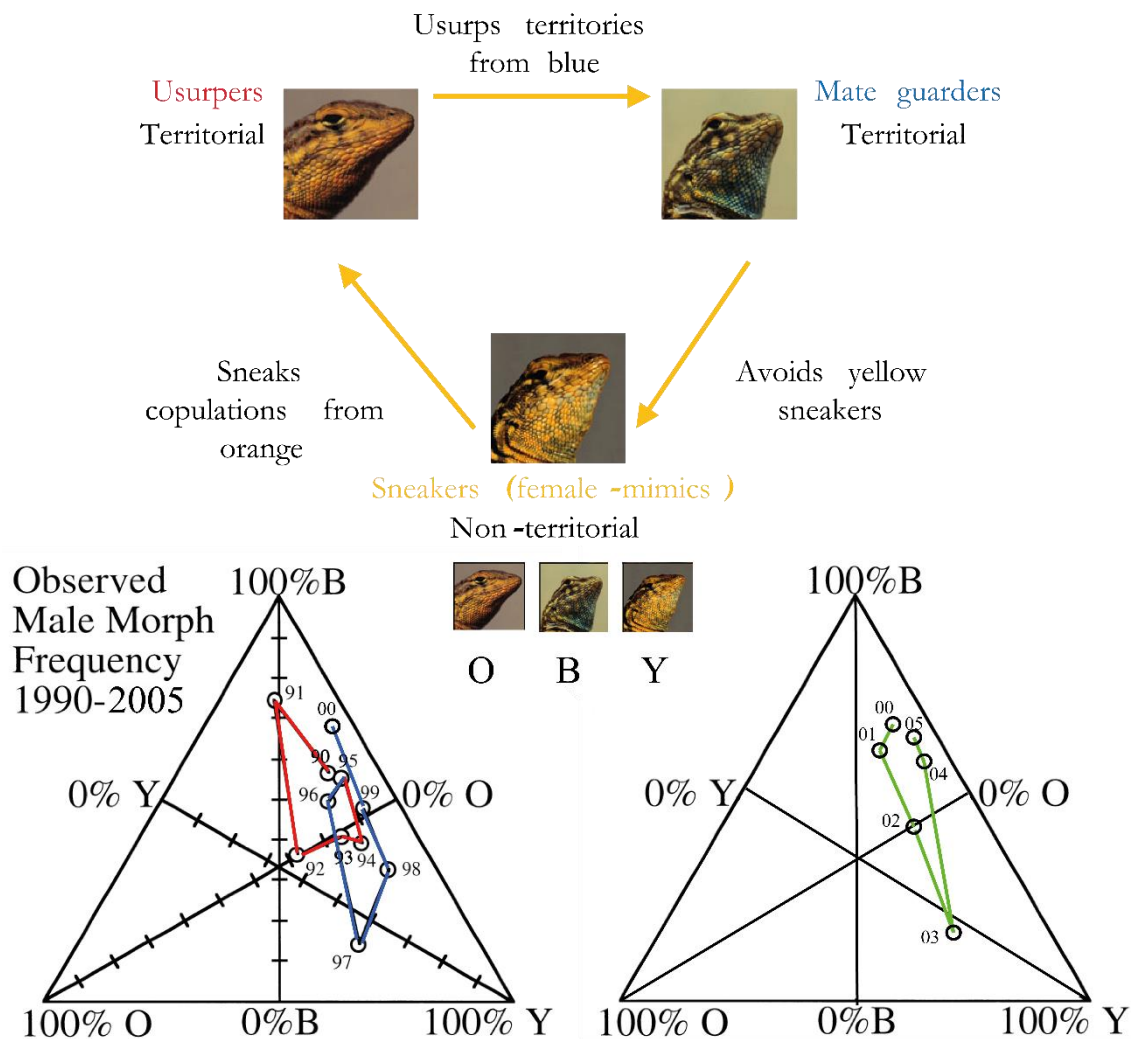 Usurps territories
from blue
Usurpers
Territorial
Mate guarders
Territorial
Sneaks
copulations from
orange
Avoids yellow
sneakers
Sneakers (female-mimics)
Non-territorial
Observed
Male Morph
Frequency
1990-2005
100%B
91
00
90
95
96
99
0% Y
0% O
92
93
94
98
97
100% O
0%B
100% Y
O B Y
100%B
00
05
01
04
0% Y
0% O
02
03
100% O
0%B
100% Y